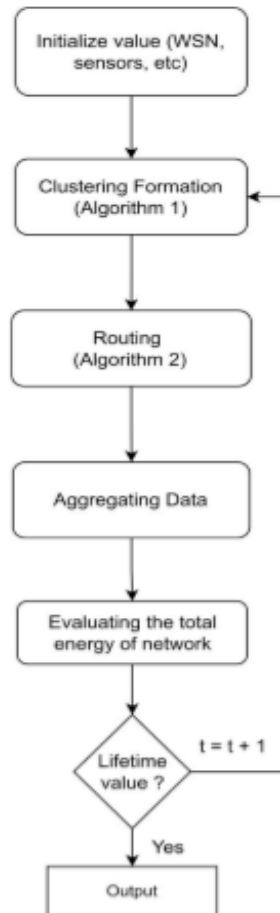 Initialize value (WSN,
sensors, etc)
Clustering Formation
(Algorithm 1)
Routing
(Algorithm 2)
Aggregating Data
Evaluating the total
energy of network
Lifetime
value ?
t = t + 1
Yes
Output